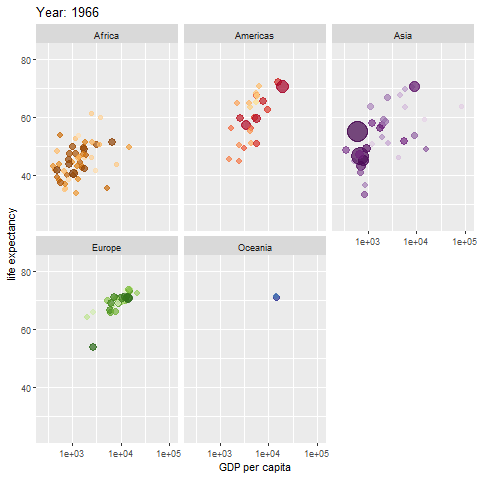 Year: 1966
Africa Americas Asia
80
60
40
1e+03 1e+04 1e+05
Europe Oceania
80
60
40
1e+03 1e+04 1e+05 1e+03 1e+04 1e+05
GDP per capita
life expectancy